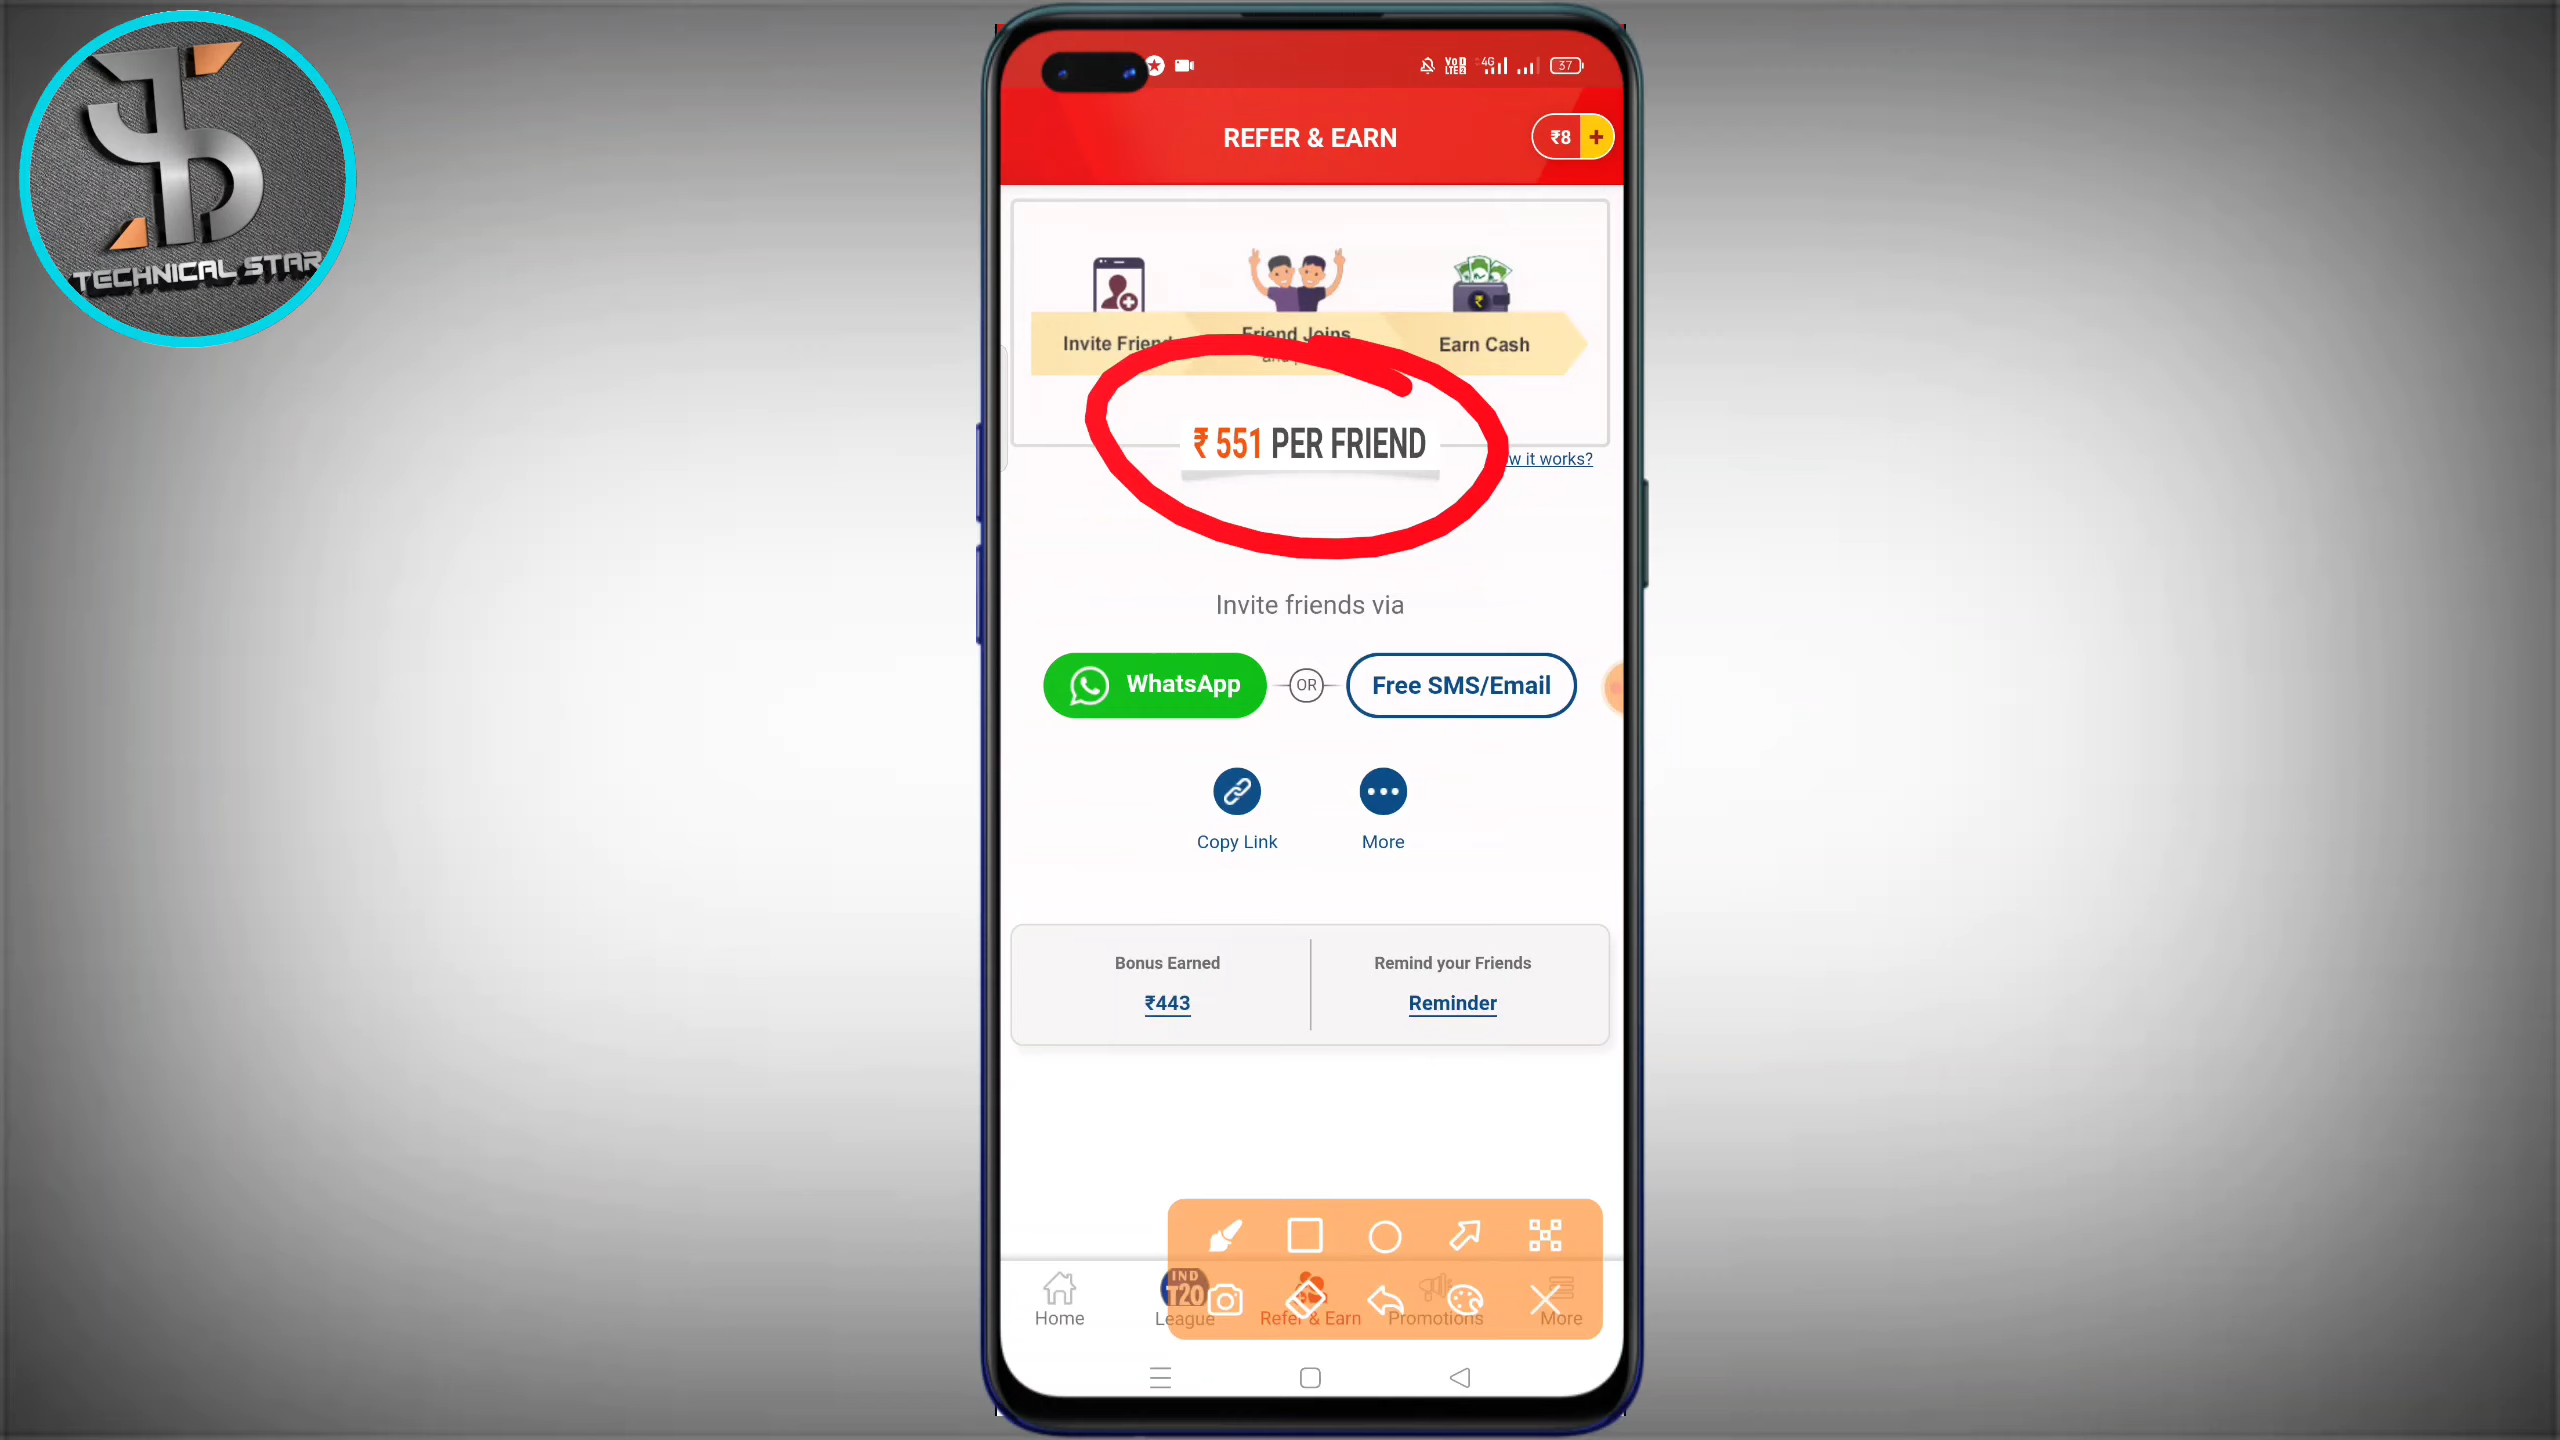 TECHNICAL STAR
4G
37
REFER & EARN
₹8 +
Invite Friend
Friend Joins
Earn Cash
₹ 551 PER FRIEND
w it works?
Invite friends via
WhatsApp
OR
Free SMS/Email
Copy Link
More
Bonus Earned
Remind your Friends
₹443
Reminder
IND
T20
Home
League
Refer & Earn
Promotions
More